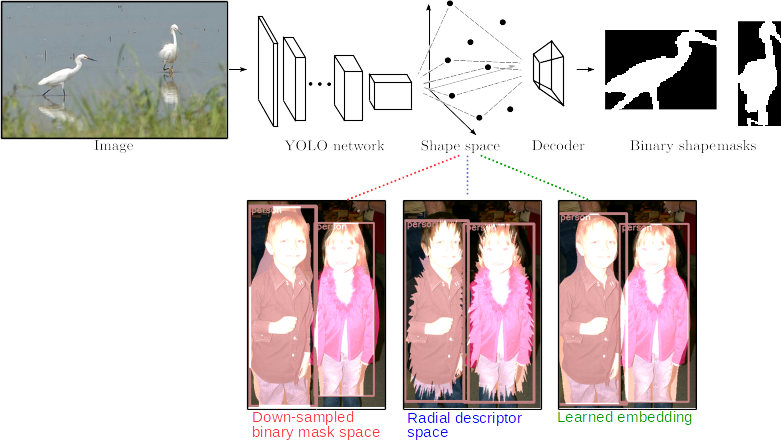 Image
YOLO network
Shape space
Decoder
Binary shapemasks
person
person
person
person
person
person
Down-sampled
binary mask space
Radial descriptor
space
Learned embedding